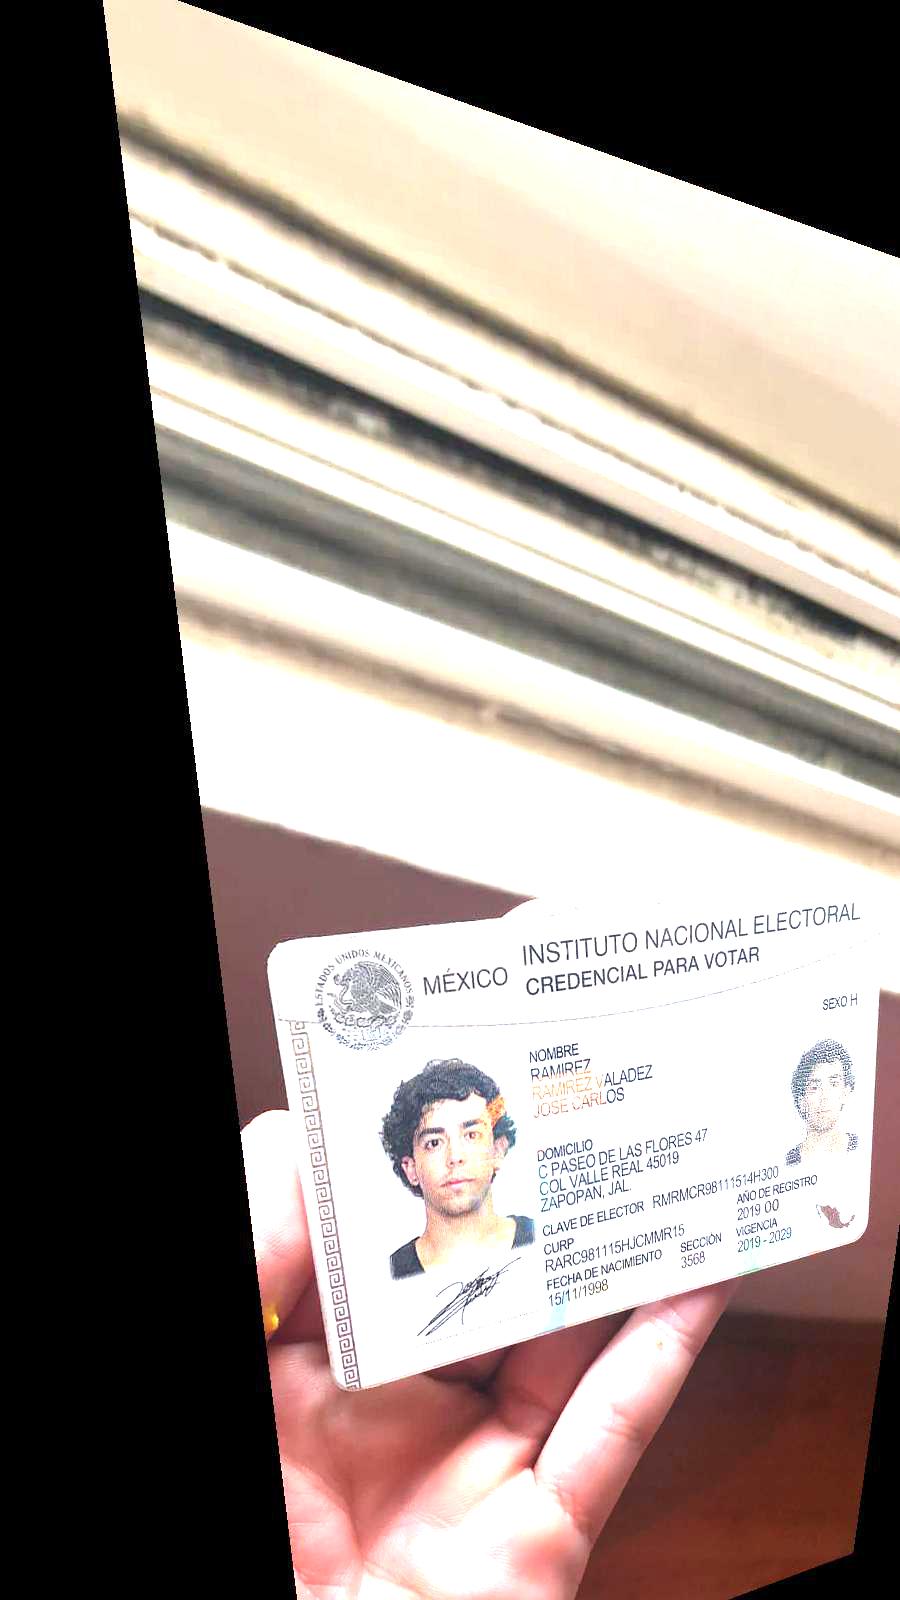 ESTADOS UNIDOS MEXICANOS
MÉXICO
INSTITUTO NACIONAL ELECTORAL
CREDENCIAL PARA VOTAR
SEXO H
NOMBRE
RAMIREZ
RAMIREZ VALADEZ
JOSE CARLOS
DOMICILIO
C PASEO DE LAS FLORES 47
COL VALLE REAL 45019
ZAPOPAN, JAL.
CLAVE DE ELECTOR RMRMCR98111514H300
CURP
RARC981115HJCMMR15
AÑO DE REGISTRO
2019 00
FECHA DE NACIMIENTO
15/11/1998
SECCIÓN
3568
VIGENCIA
2019 - 2029